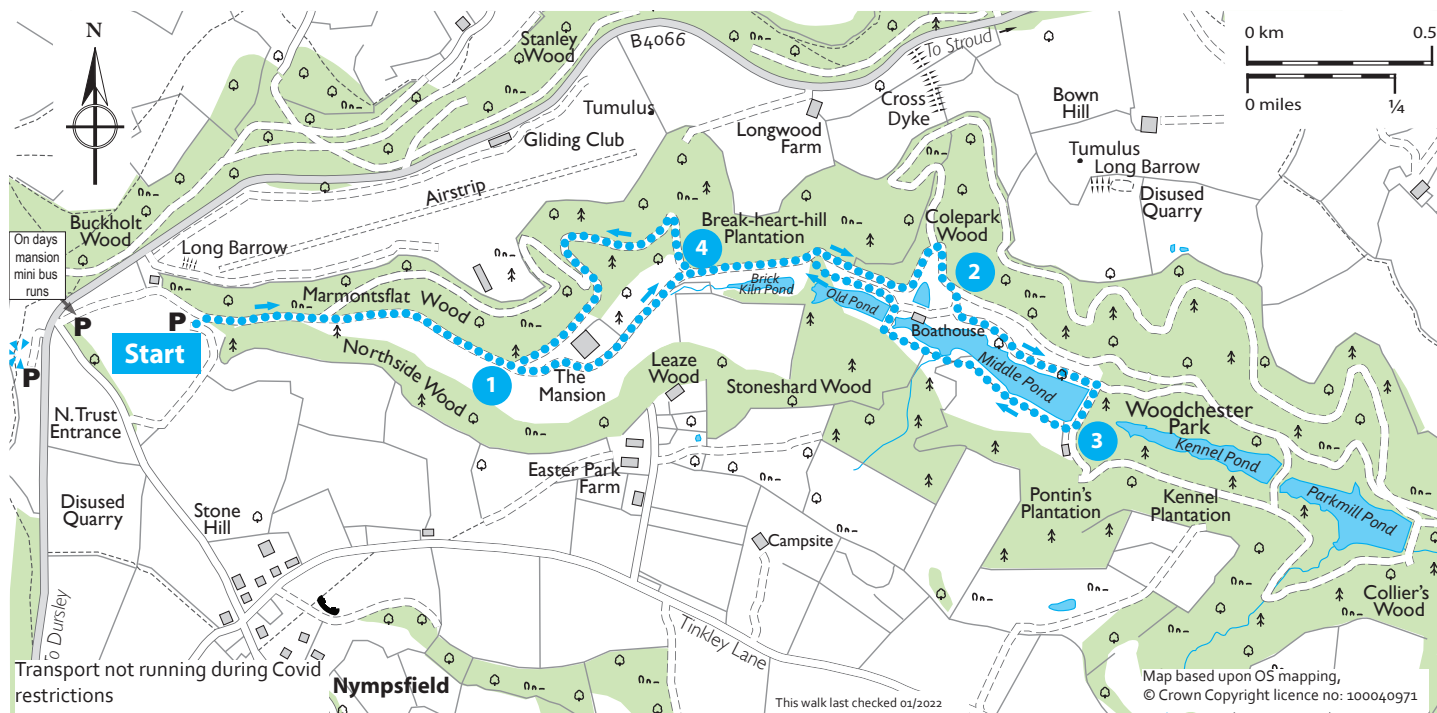 N
Stanley
Wood
B4066
To Stroud
0 km 0.5
0 miles ¼
Tumulus
Cross
Dyke
Bown
Hill
Longwood
Farm
Gliding Club
Tumulus
Long Barrow
Disused
Quarry
Airstrip
Buckholt
Wood
Break-heart-hill
Plantation
Colepark
Wood
On days
mansion
mini bus
runs
Long Barrow
4
2
Brick
Kiln Pond
Old Pond
Marmontsflat Wood
P
P
P
Start
Boathouse
Middle Pond
Northside Wood
1
The
Mansion
Leaze
Wood
Stoneshard Wood
N.Trust
Entrance
3
Woodchester
Park
Kennel Pond
Easter Park
Farm
Parkmill Pond
Disused
Quarry
Stone
Hill
Pontin's
Plantation
Kennel
Plantation
Campsite
Collier's
Wood
To Dursley
Tinkley Lane
Transport not running during Covid
restrictions
Nympsfield
This walk last checked 01/2022
Map based upon OS mapping,
© Crown Copyright licence no: 100040971